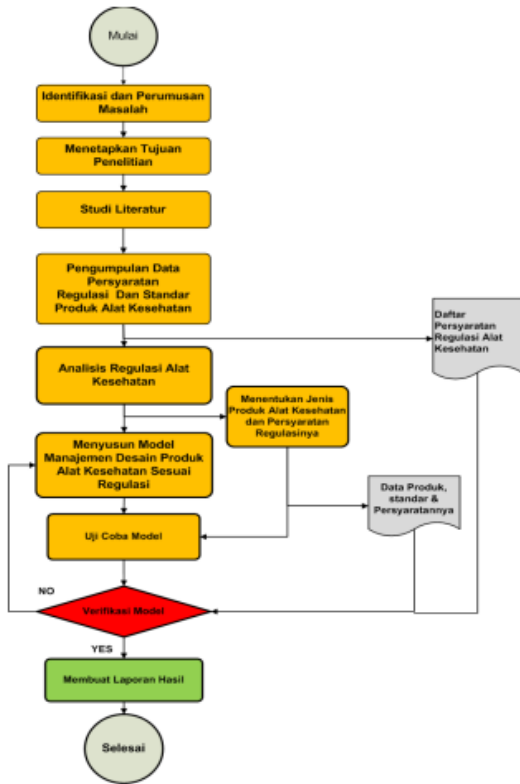 Mulai
Identifikasi dan Perumusan
Masalah
Menetapkan Tujuan
Penelitian
Studi Literatur
Pengumpulan Data
Persyaratan
Regulasi Dan Standar
Produk Alat Kesehatan
Daftar
Persyaratan
Regulasi Alat
Kesehatan
Analisis Regulasi Alat
Kesehatan
Menentukan Jenis
Produk Alat Kesehatan
dan Persyaratan
Regulasinya
Menyusun Model
Manajemen Desain Produk
Alat Kesehatan Sesuai
Regulasi
Data Produk,
standar &
Persyaratannya
Uji Coba Model
NO
Verifikasi Model
YES
Membuat Laporan Hasil
Selesai